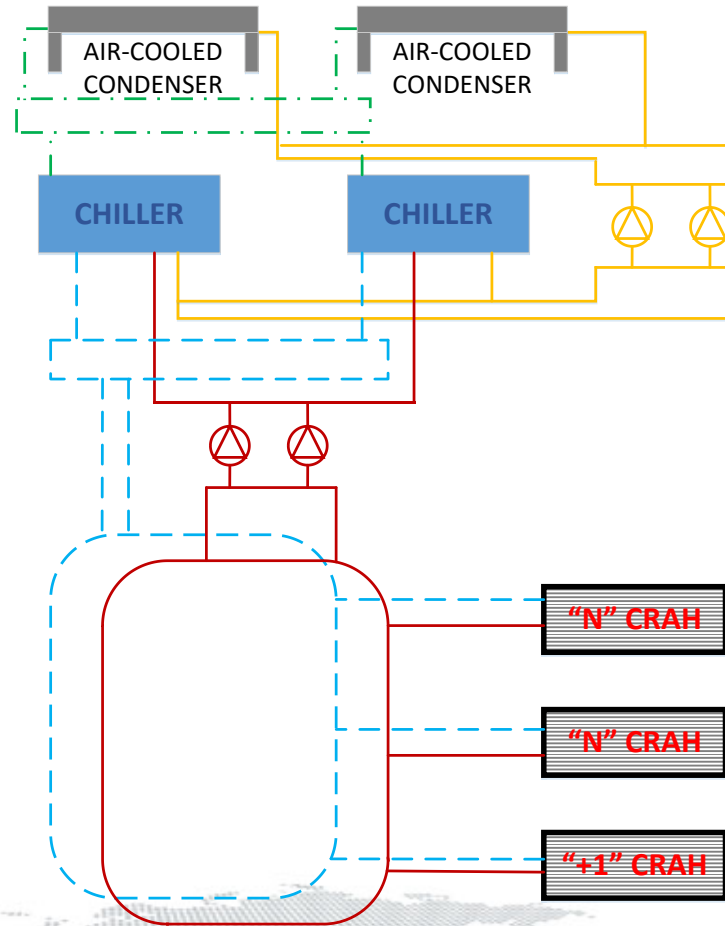 AIR-COOLED
CONDENSER
AIR-COOLED
CONDENSER
CHILLER
CHILLER
“N” CRAH
“N” CRAH
“+1” CRAH